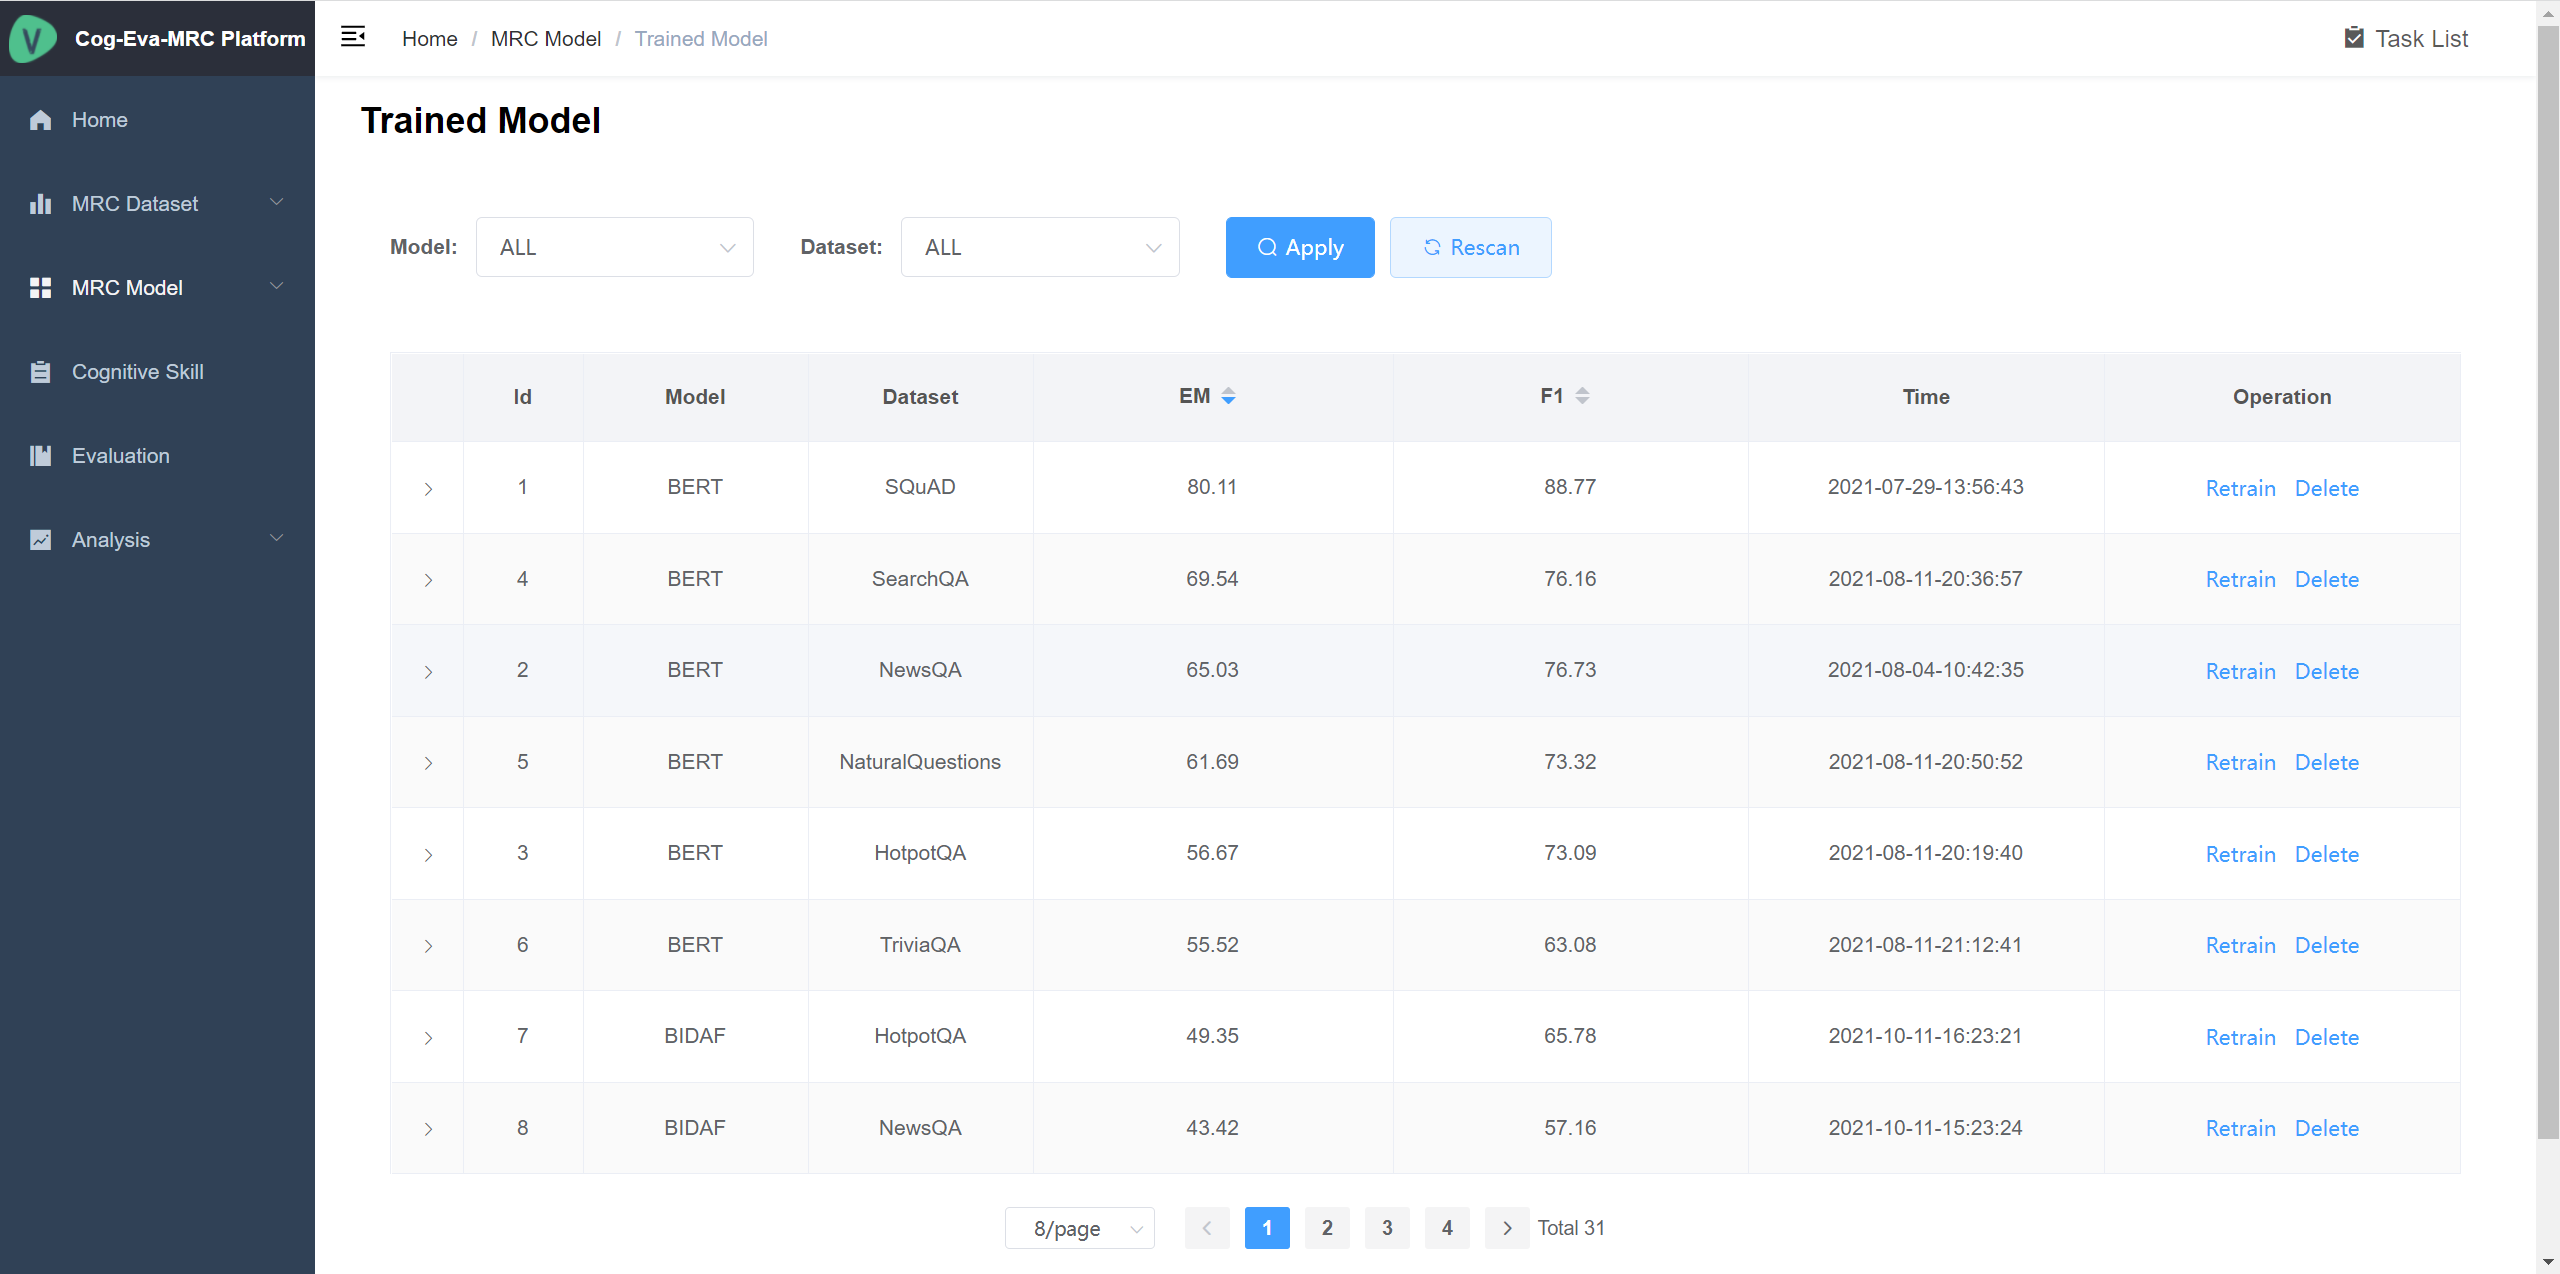 Cog-Eva-MRC Platform
Home / MRC Model / Trained Model
Task List
Home
MRC Dataset
MRC Model
Cognitive Skill
Evaluation
Analysis
Trained Model
Model: ALL Dataset: ALL Apply Rescan
Id Model Dataset EM F1 Time Operation
1 BERT SQuAD 80.11 88.77 2021-07-29-13:56:43 Retrain Delete
4 BERT SearchQA 69.54 76.16 2021-08-11-20:36:57 Retrain Delete
2 BERT NewsQA 65.03 76.73 2021-08-04-10:42:35 Retrain Delete
5 BERT NaturalQuestions 61.69 73.32 2021-08-11-20:50:52 Retrain Delete
3 BERT HotpotQA 56.67 73.09 2021-08-11-20:19:40 Retrain Delete
6 BERT TriviaQA 55.52 63.08 2021-08-11-21:12:41 Retrain Delete
7 BIDAF HotpotQA 49.35 65.78 2021-10-11-16:23:21 Retrain Delete
8 BIDAF NewsQA 43.42 57.16 2021-10-11-15:23:24 Retrain Delete
8/page 1 2 3 4 Total 31